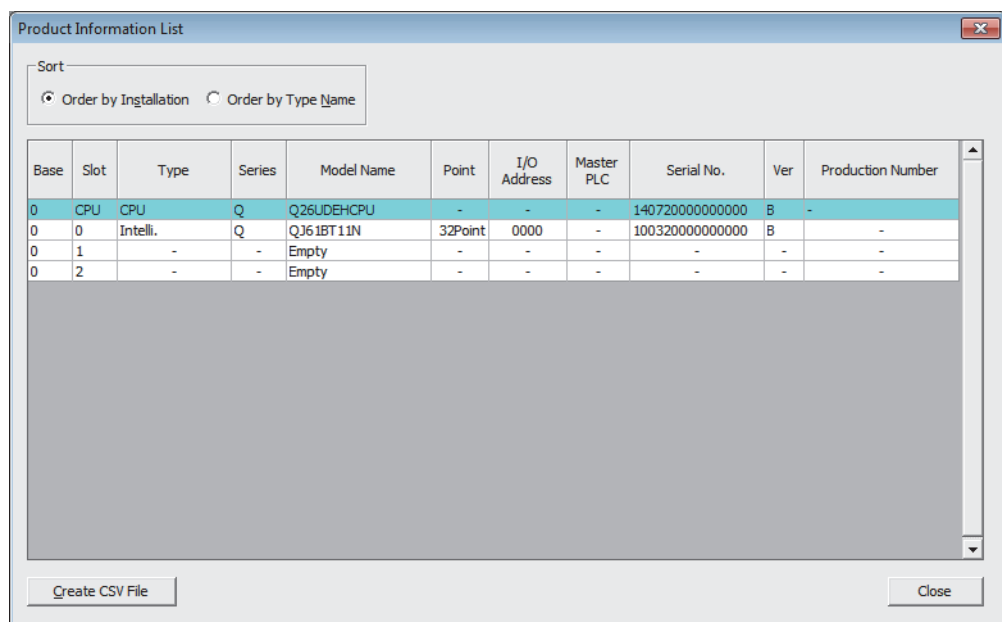 Product Information List
Sort
Order by Installation Order by Type Name
Base Slot Type Series Model Name Point I/O Address Master PLC Serial No. Ver Production Number
0 CPU CPU Q Q26UDEHCPU - - - 140720000000000 B -
0 0 Intelli. Q QJ61BT11N 32Point 0000 - 100320000000000 B -
0 1 - - Empty - - - - - -
0 2 - - Empty - - - - - -
Create CSV File Close